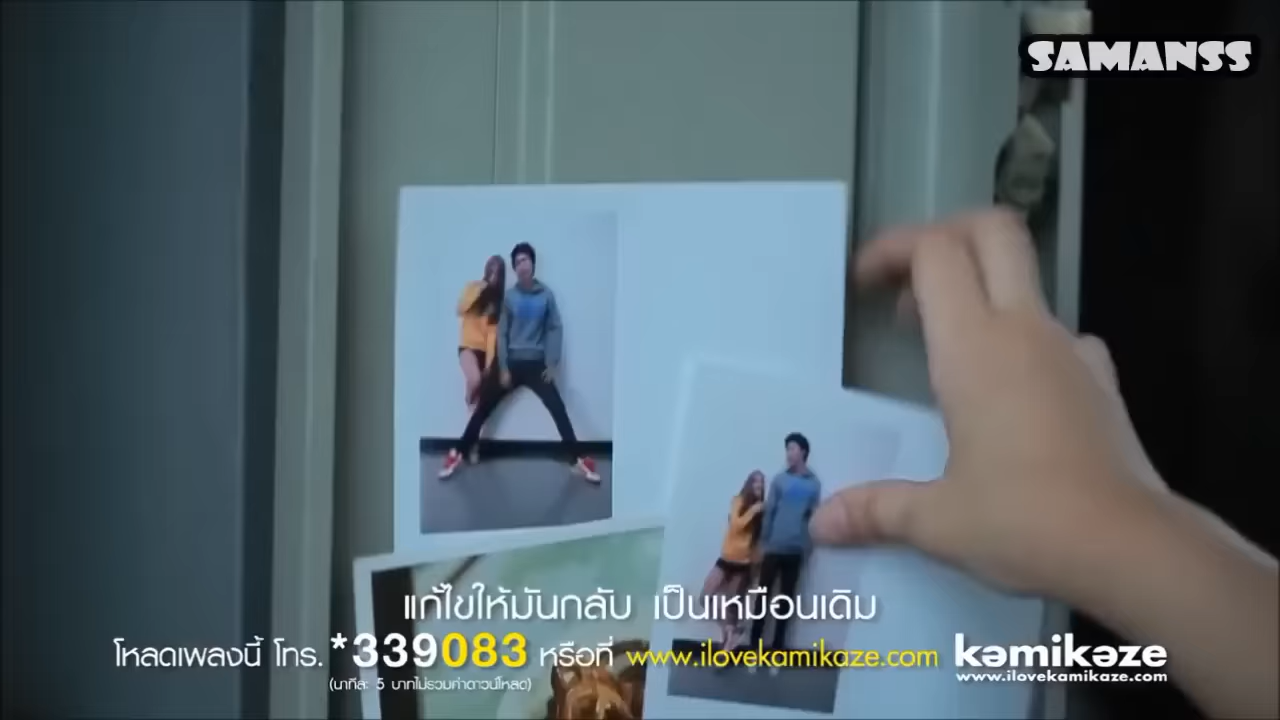 SAMANSS
แก้ไขให้มันกลับ เป็นเหมือนเดิม
โหลดเพลงนี้ โทร. *339083 หรือที่ www.ilovekamikaze.com kamikaze
(นาทีละ 5 บาทไม่รวมค่าดาวน์โหลด) www.ilovekamikaze.com